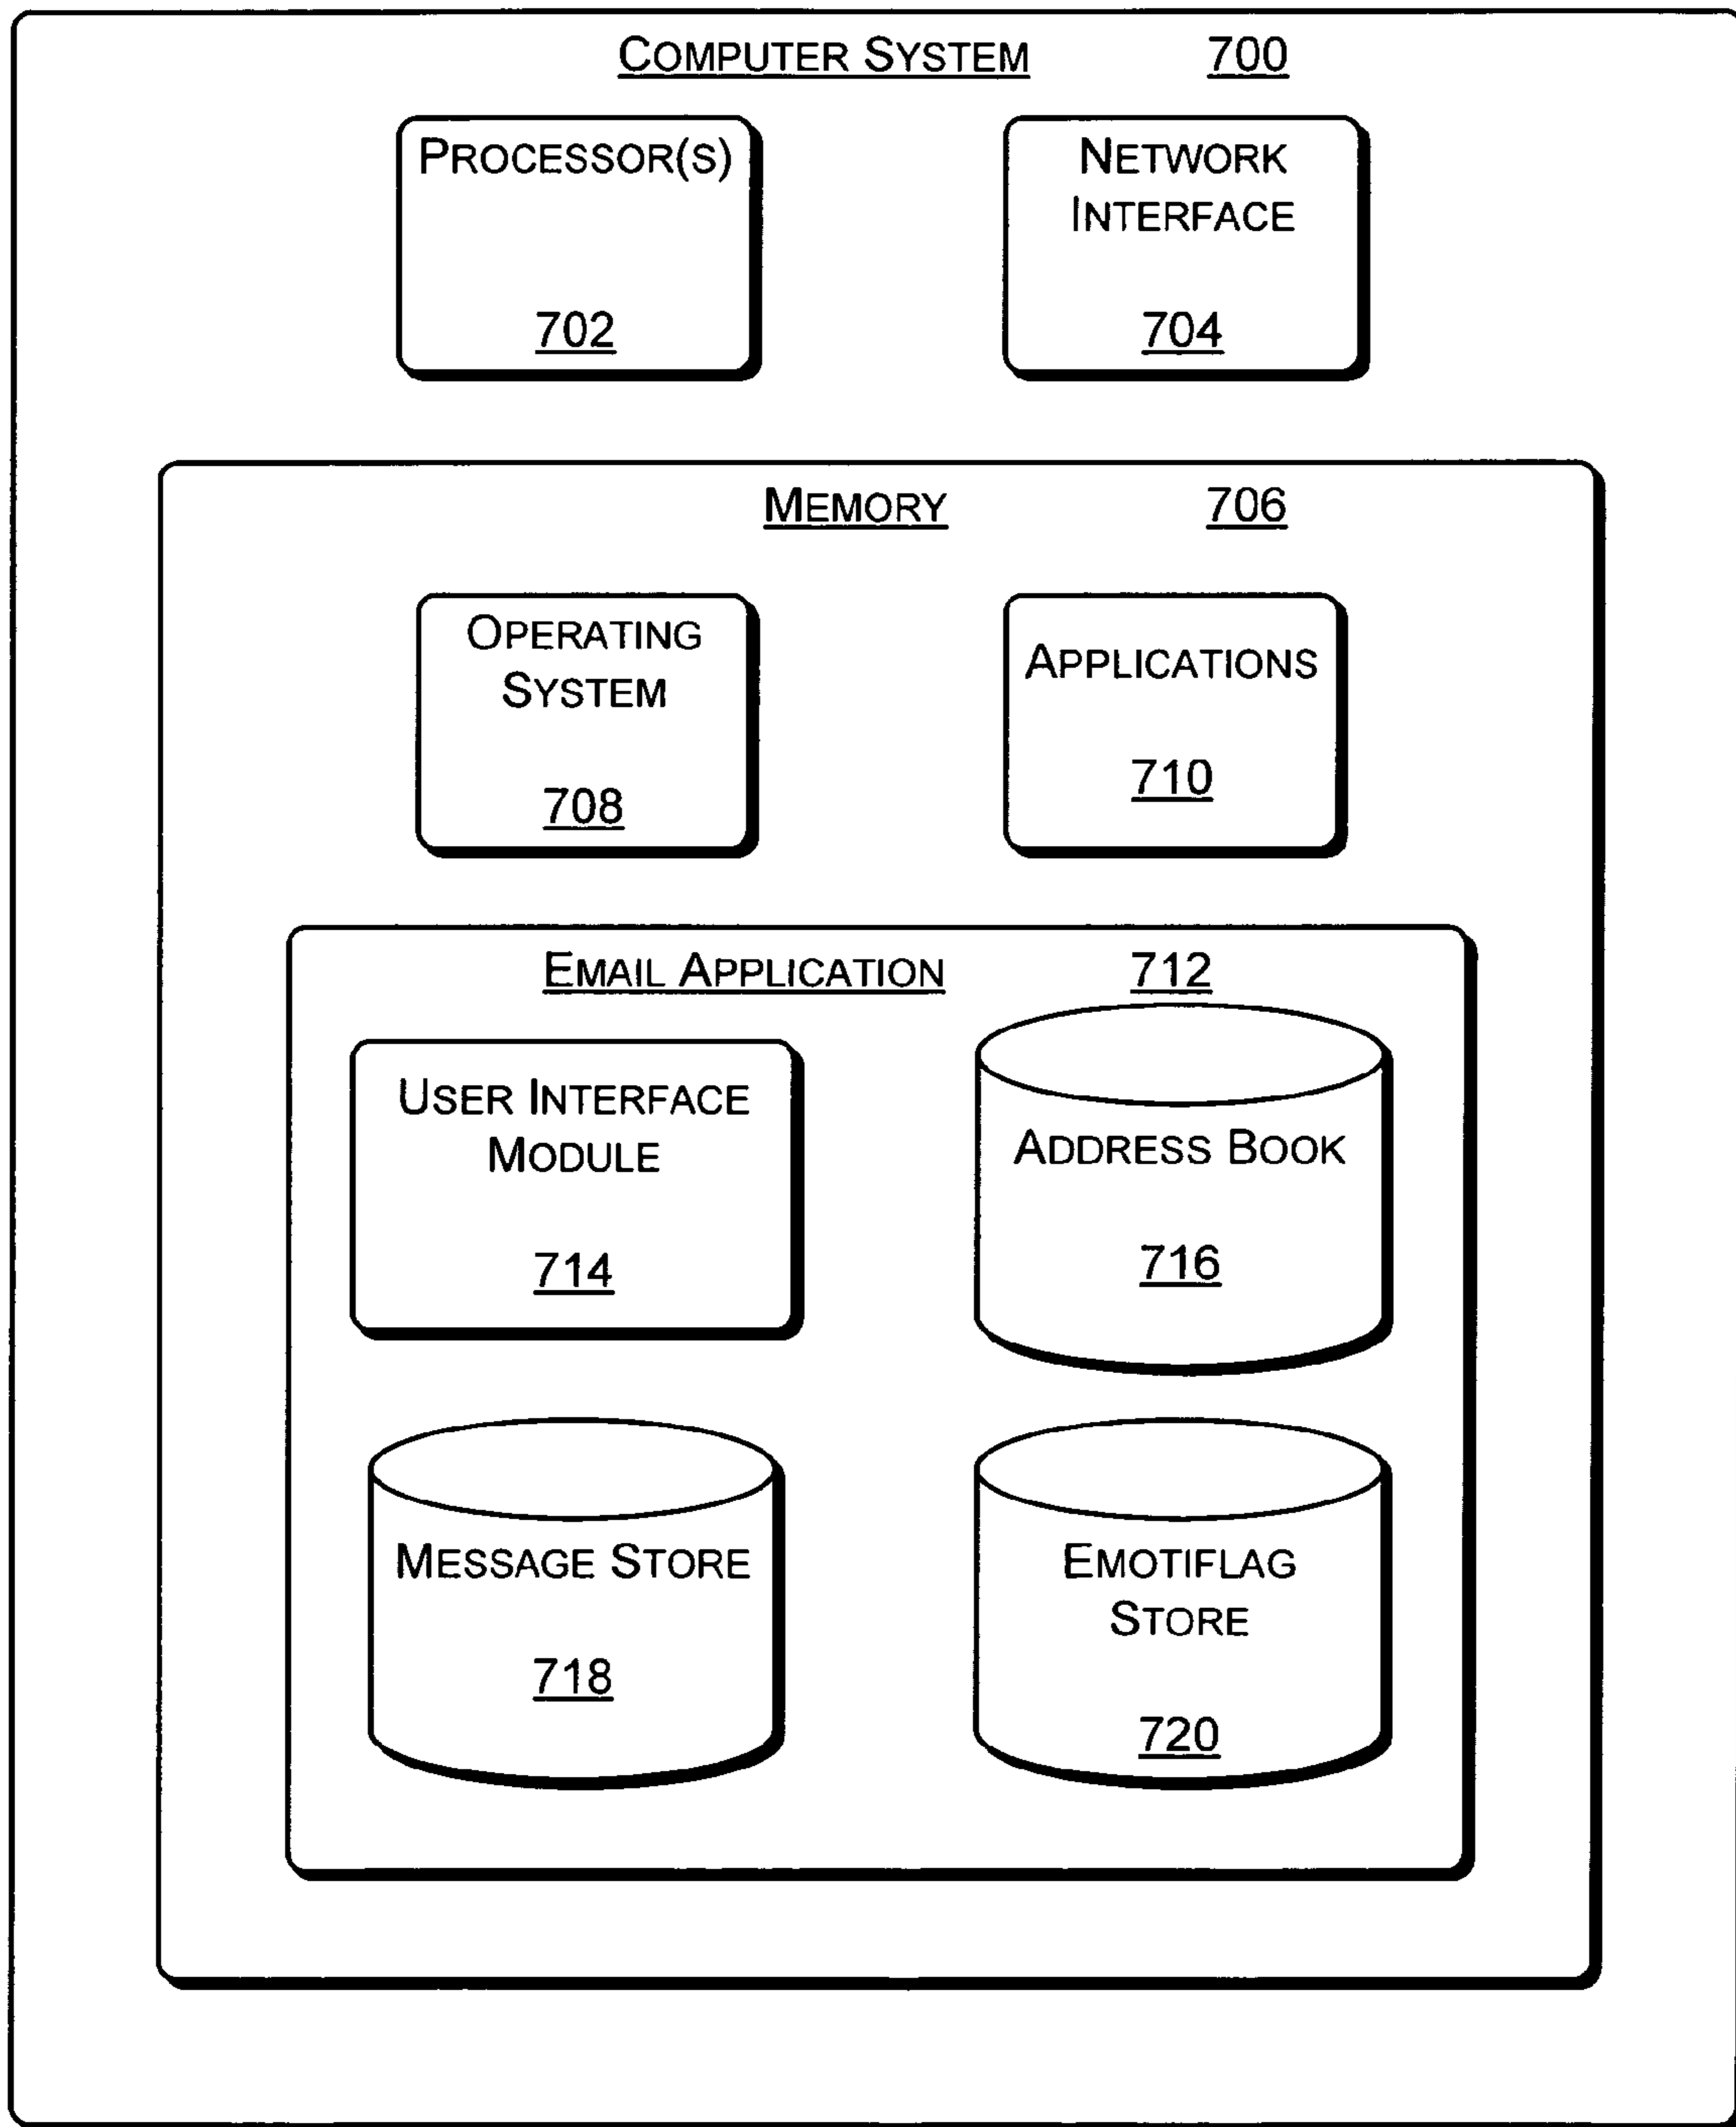 COMPUTER SYSTEM 700
PROCESSOR(S)
702
NETWORK
INTERFACE
704
MEMORY 706
OPERATING
SYSTEM
708
APPLICATIONS
710
EMAIL APPLICATION 712
USER INTERFACE
MODULE
714
ADDRESS BOOK
716
MESSAGE STORE
718
EMOTIFLAG
STORE
720